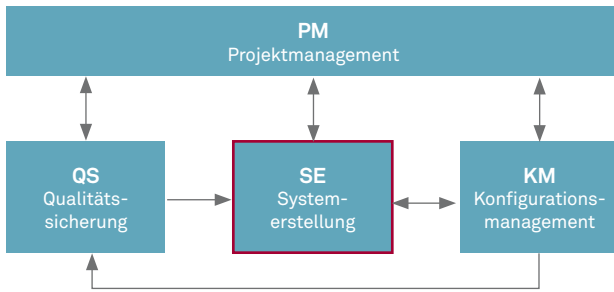 PM
Projektmanagement
QS
Qualitäts-
sicherung
SE
System-
erstellung
KM
Konfigurations-
management